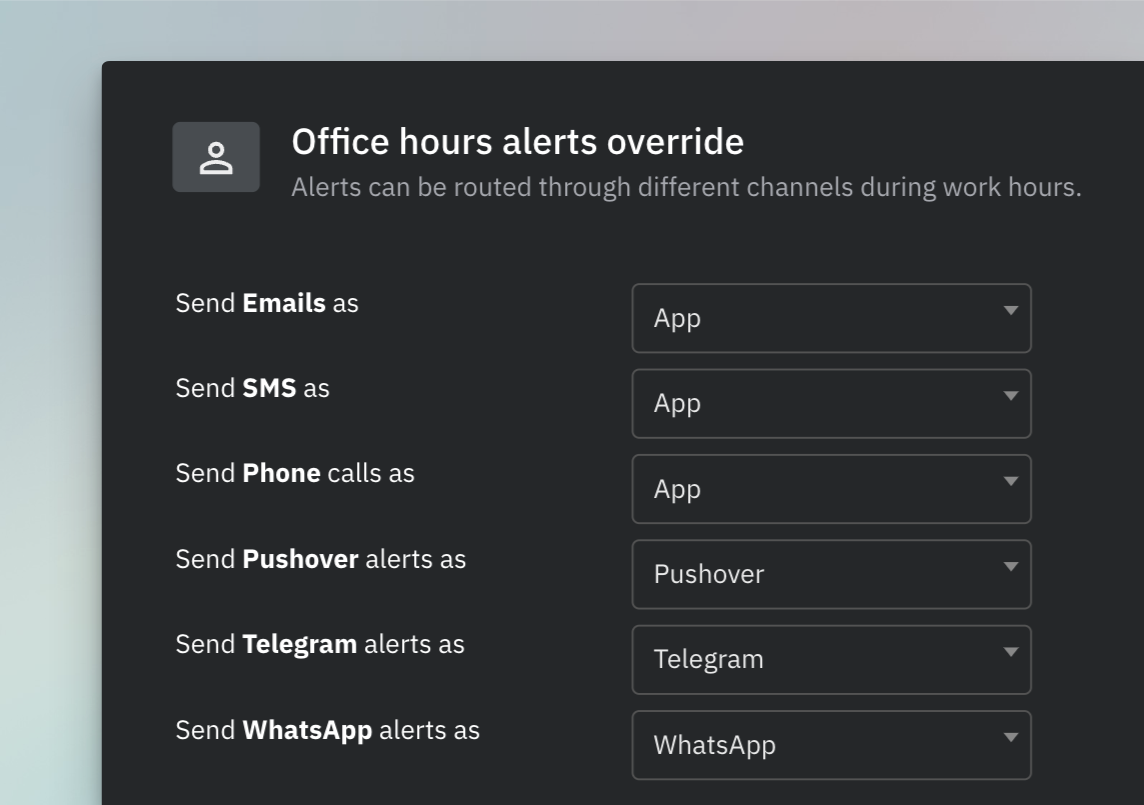 Office hours alerts override
Alerts can be routed through different channels during work hours.
Send Emails as
App
Send SMS as
App
Send Phone calls as
App
Send Pushover alerts as
Pushover
Send Telegram alerts as
Telegram
Send WhatsApp alerts as
WhatsApp